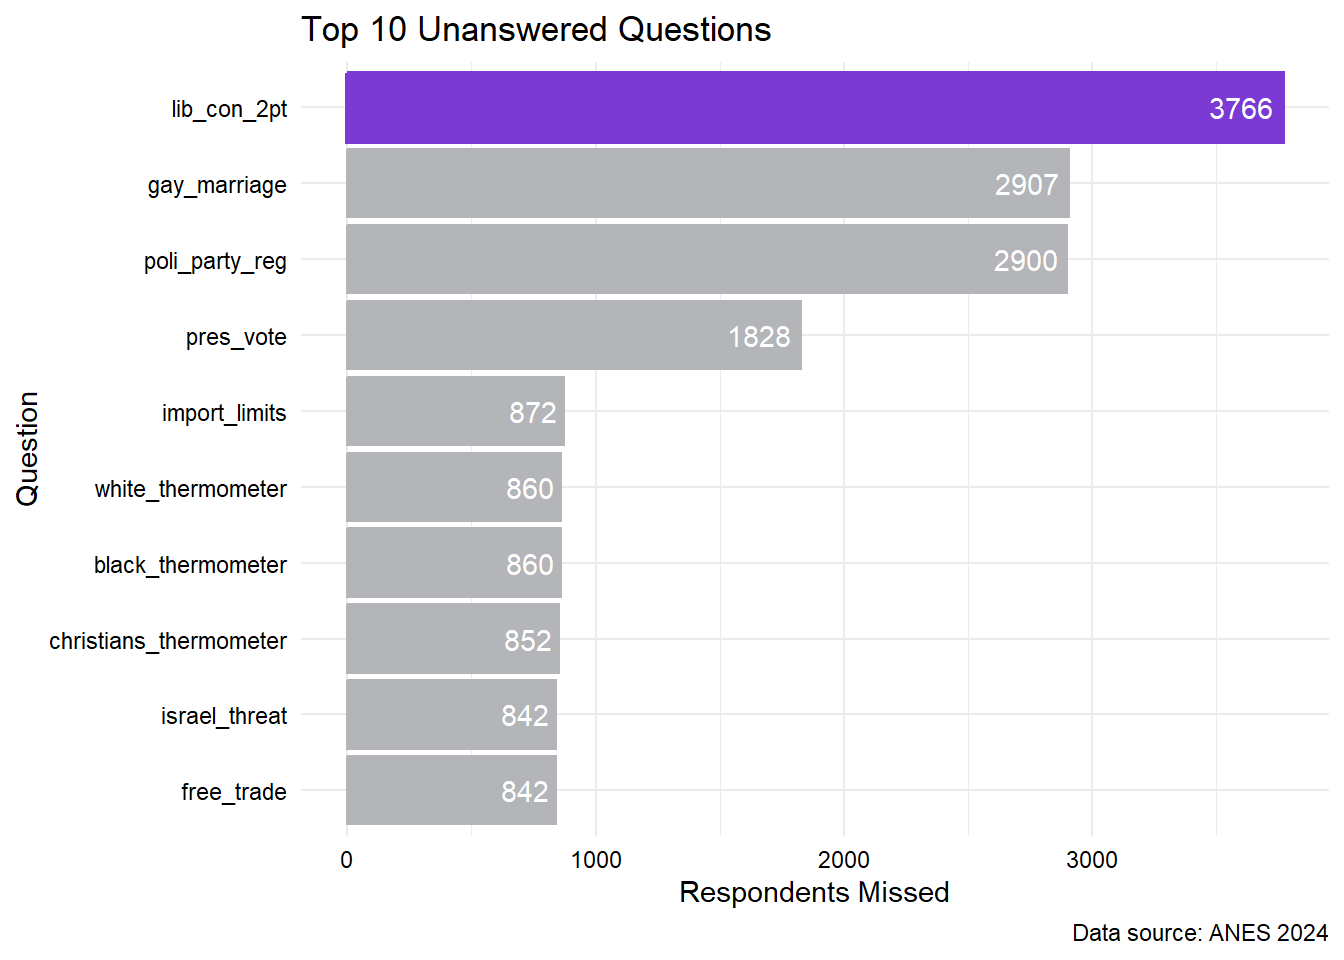 Top 10 Unanswered Questions
lib_con_2pt 3766
gay_marriage 2907
poli_party_reg 2900
pres_vote 1828
import_limits 872
white_thermometer 860
black_thermometer 860
christians_thermometer 852
israel_threat 842
free_trade 842
Question
0 1000 2000 3000
Respondents Missed
Data source: ANES 2024